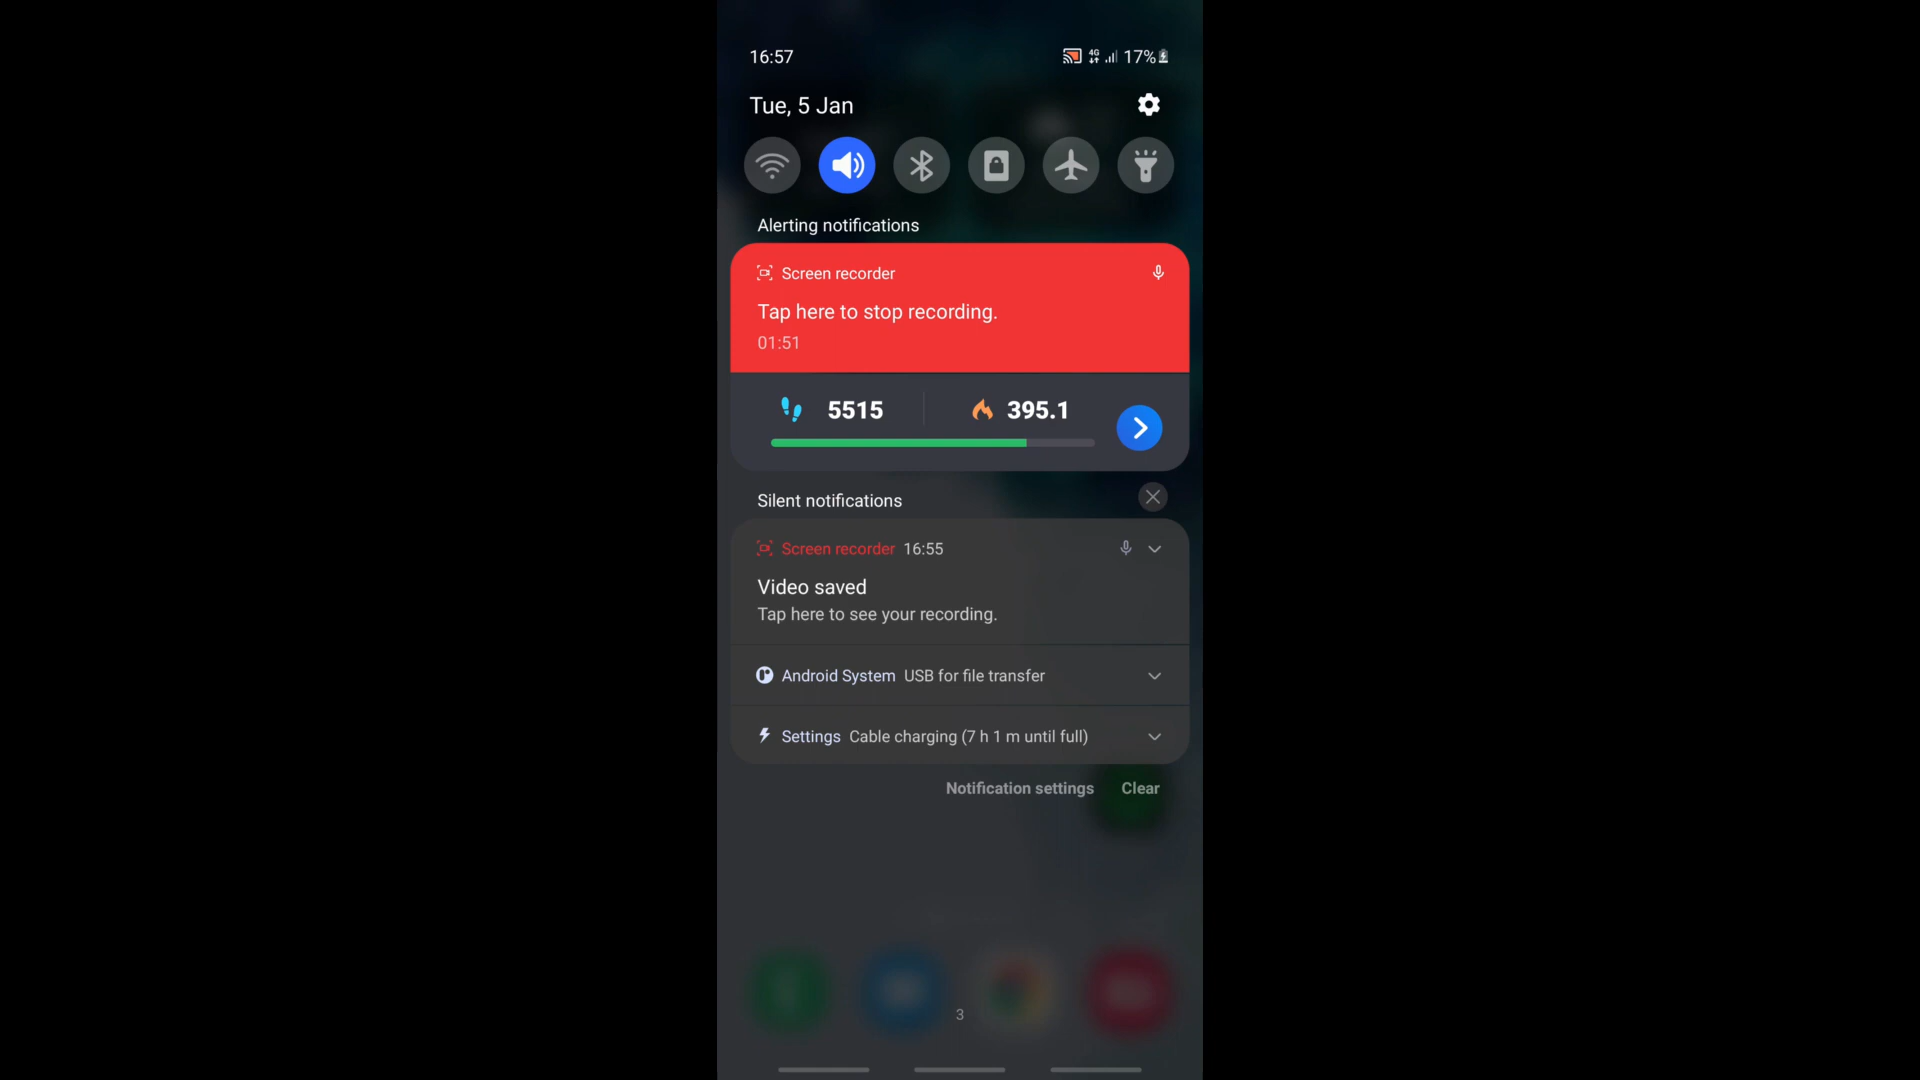 16:57
4G 17%
Tue, 5 Jan
Alerting notifications
Screen recorder
Tap here to stop recording.
01:51
5515 395.1
Silent notifications
Screen recorder 16:55
Video saved
Tap here to see your recording.
Android System USB for file transfer
Settings Cable charging (7 h 1 m until full)
Notification settings Clear
3